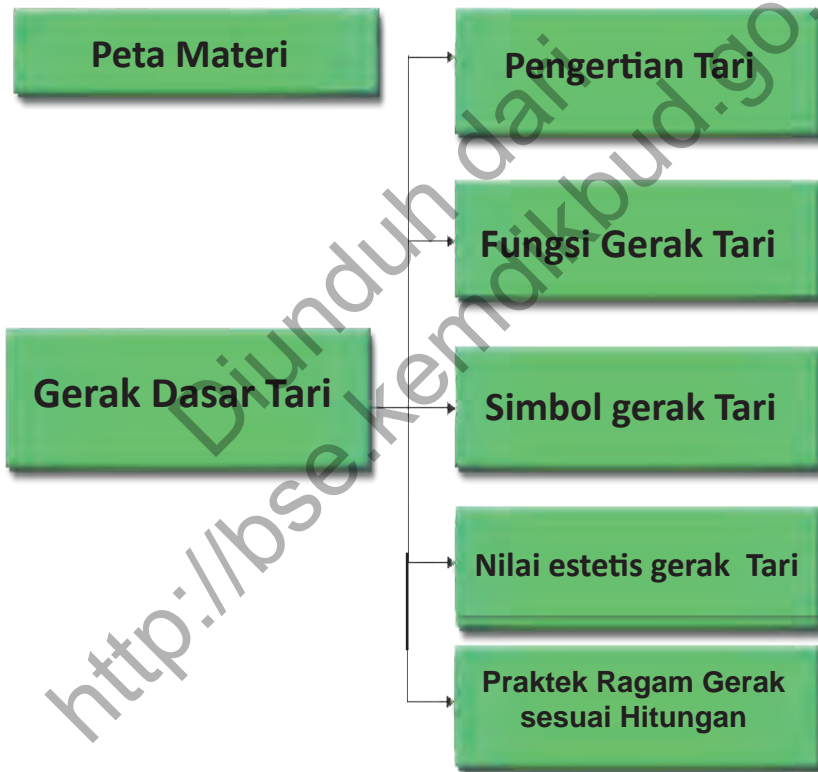 Peta Materi
Pengertian Tari
Fungsi Gerak Tari
Gerak Dasar Tari
Simbol gerak Tari
Nilai estetis gerak Tari
Praktek Ragam Gerak
sesuai Hitungan
Diunduh dari
http://bse.kemdikbud.go.